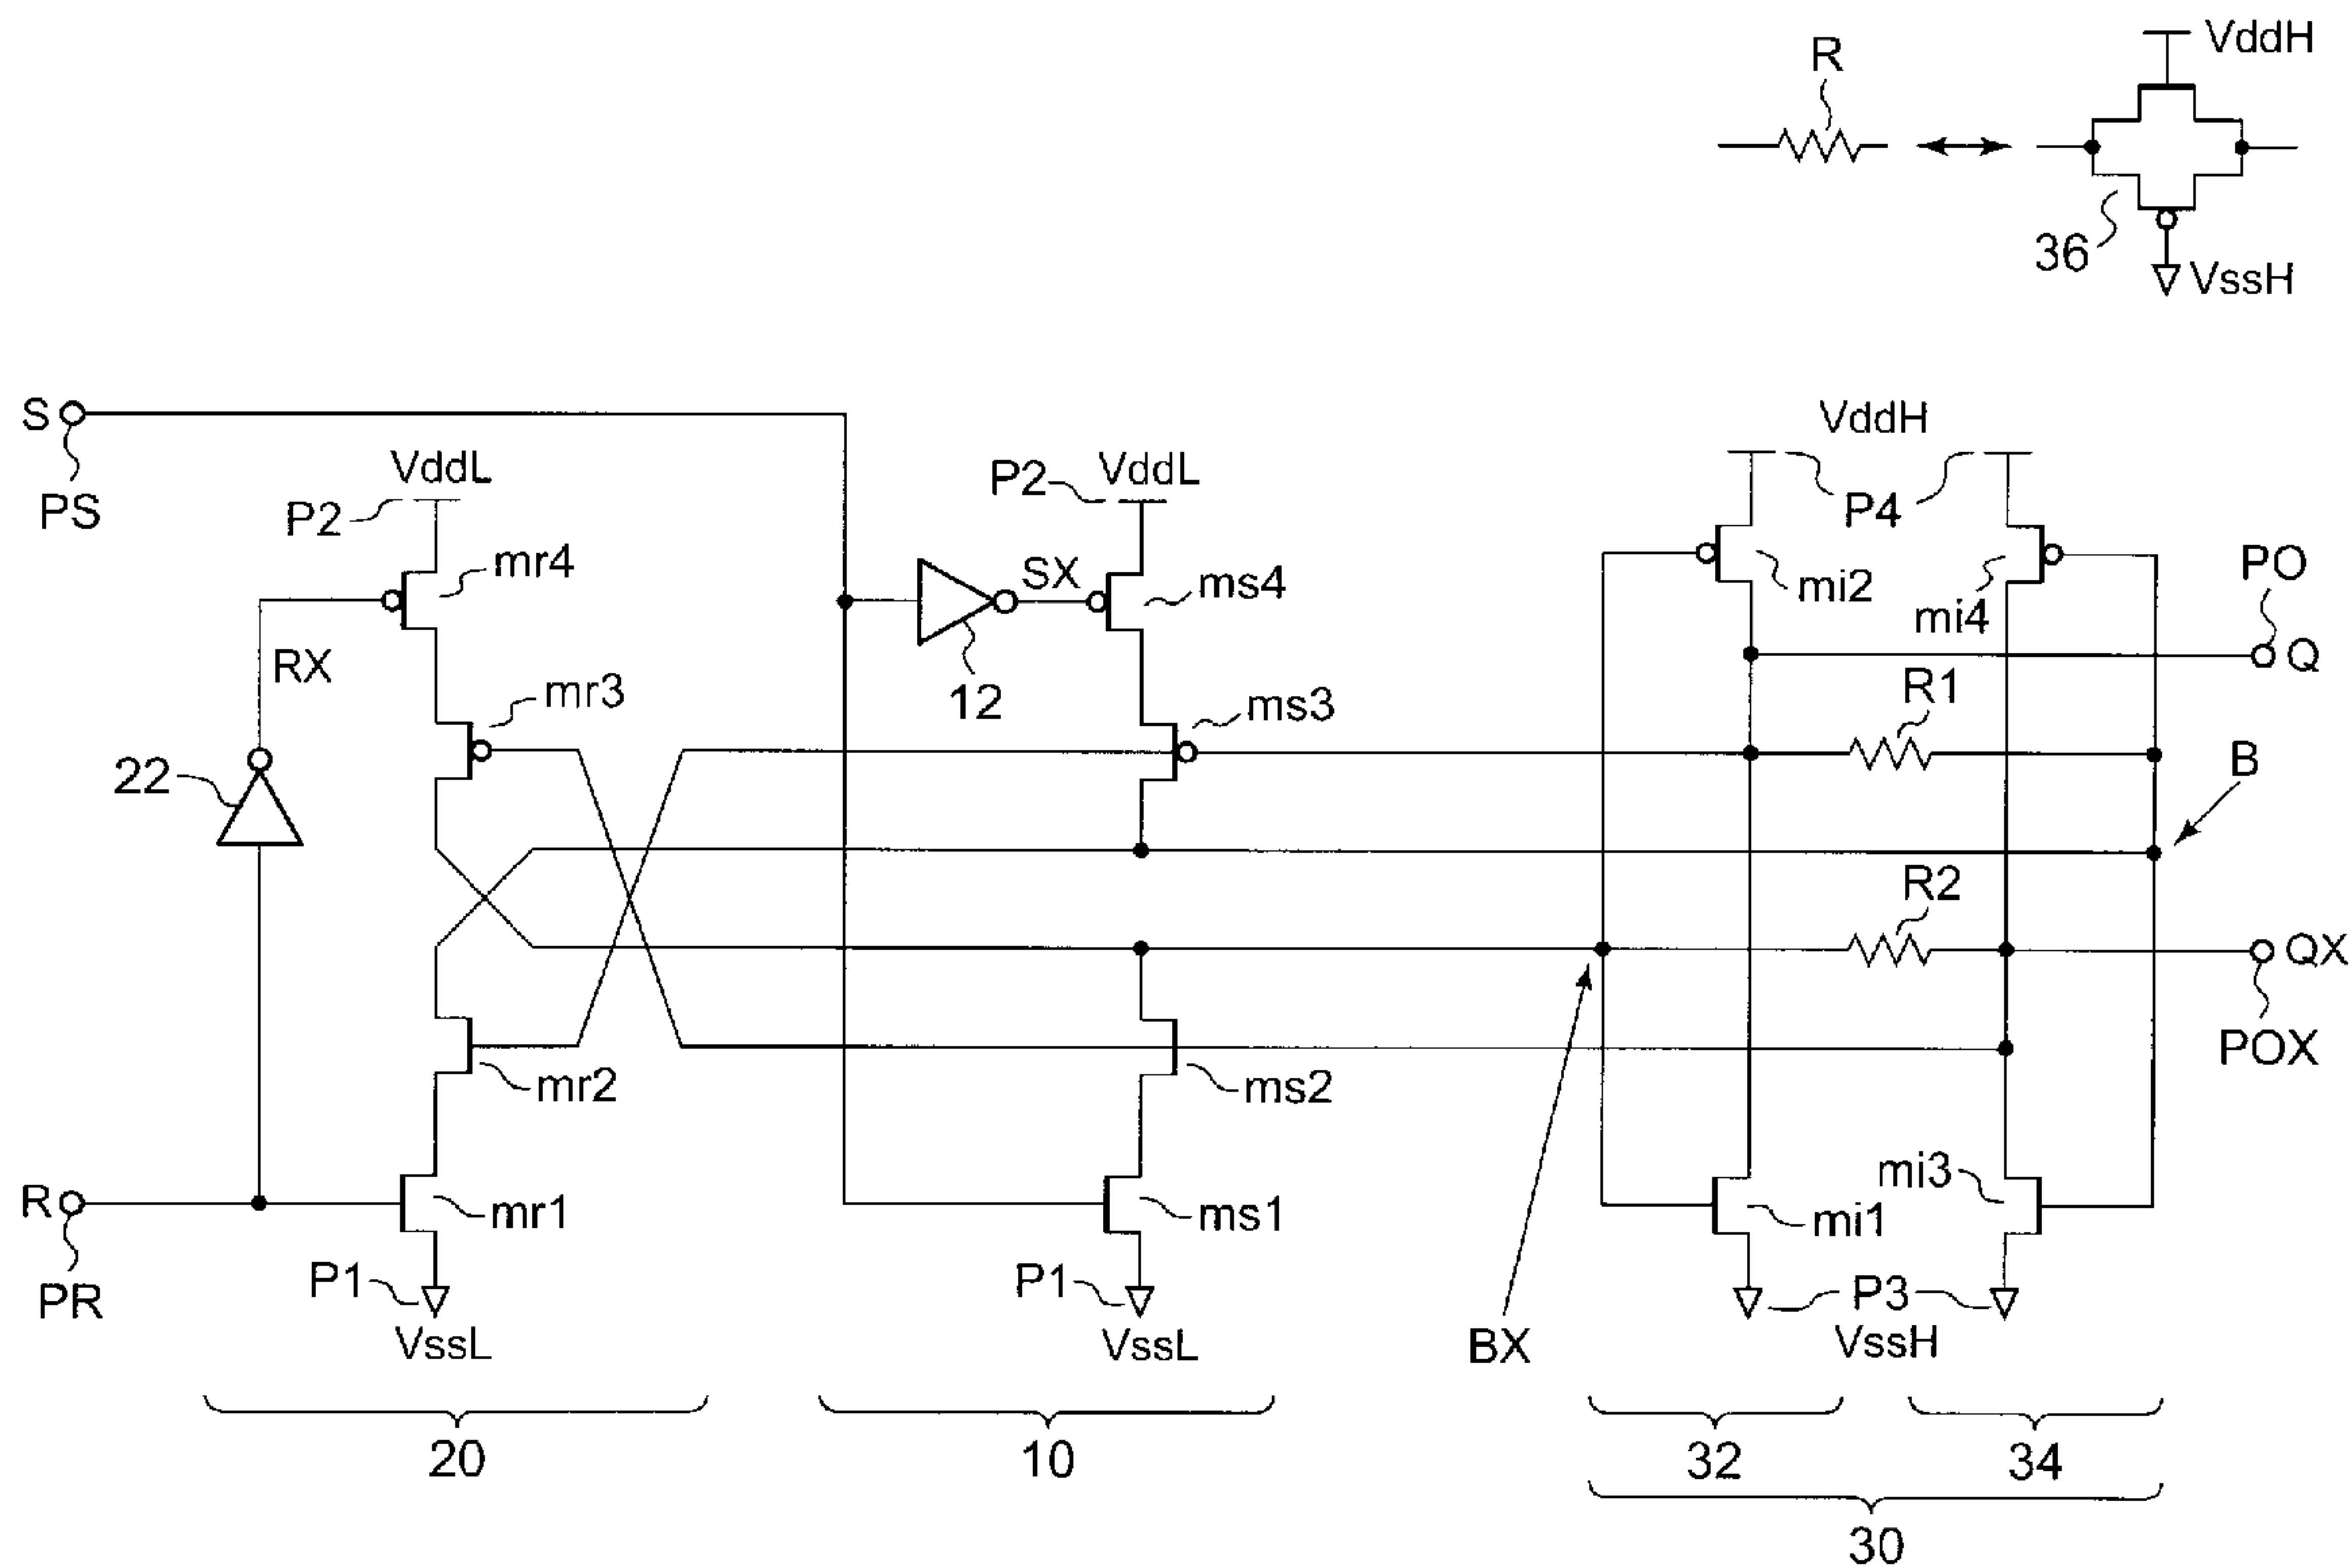 R
VddH
36
VssH
S
PS
VddL
P2
mr4
RX
mr3
22
VddL
P2
SX
ms4
12
ms3
VddH
P4
mi2
mi4
PO
Q
R1
B
R2
QX
POX
mr2
ms2
R
PR
mr1
P1
VssL
ms1
P1
VssL
BX
mi3
mi1
P3
VssH
20
10
32
34
30